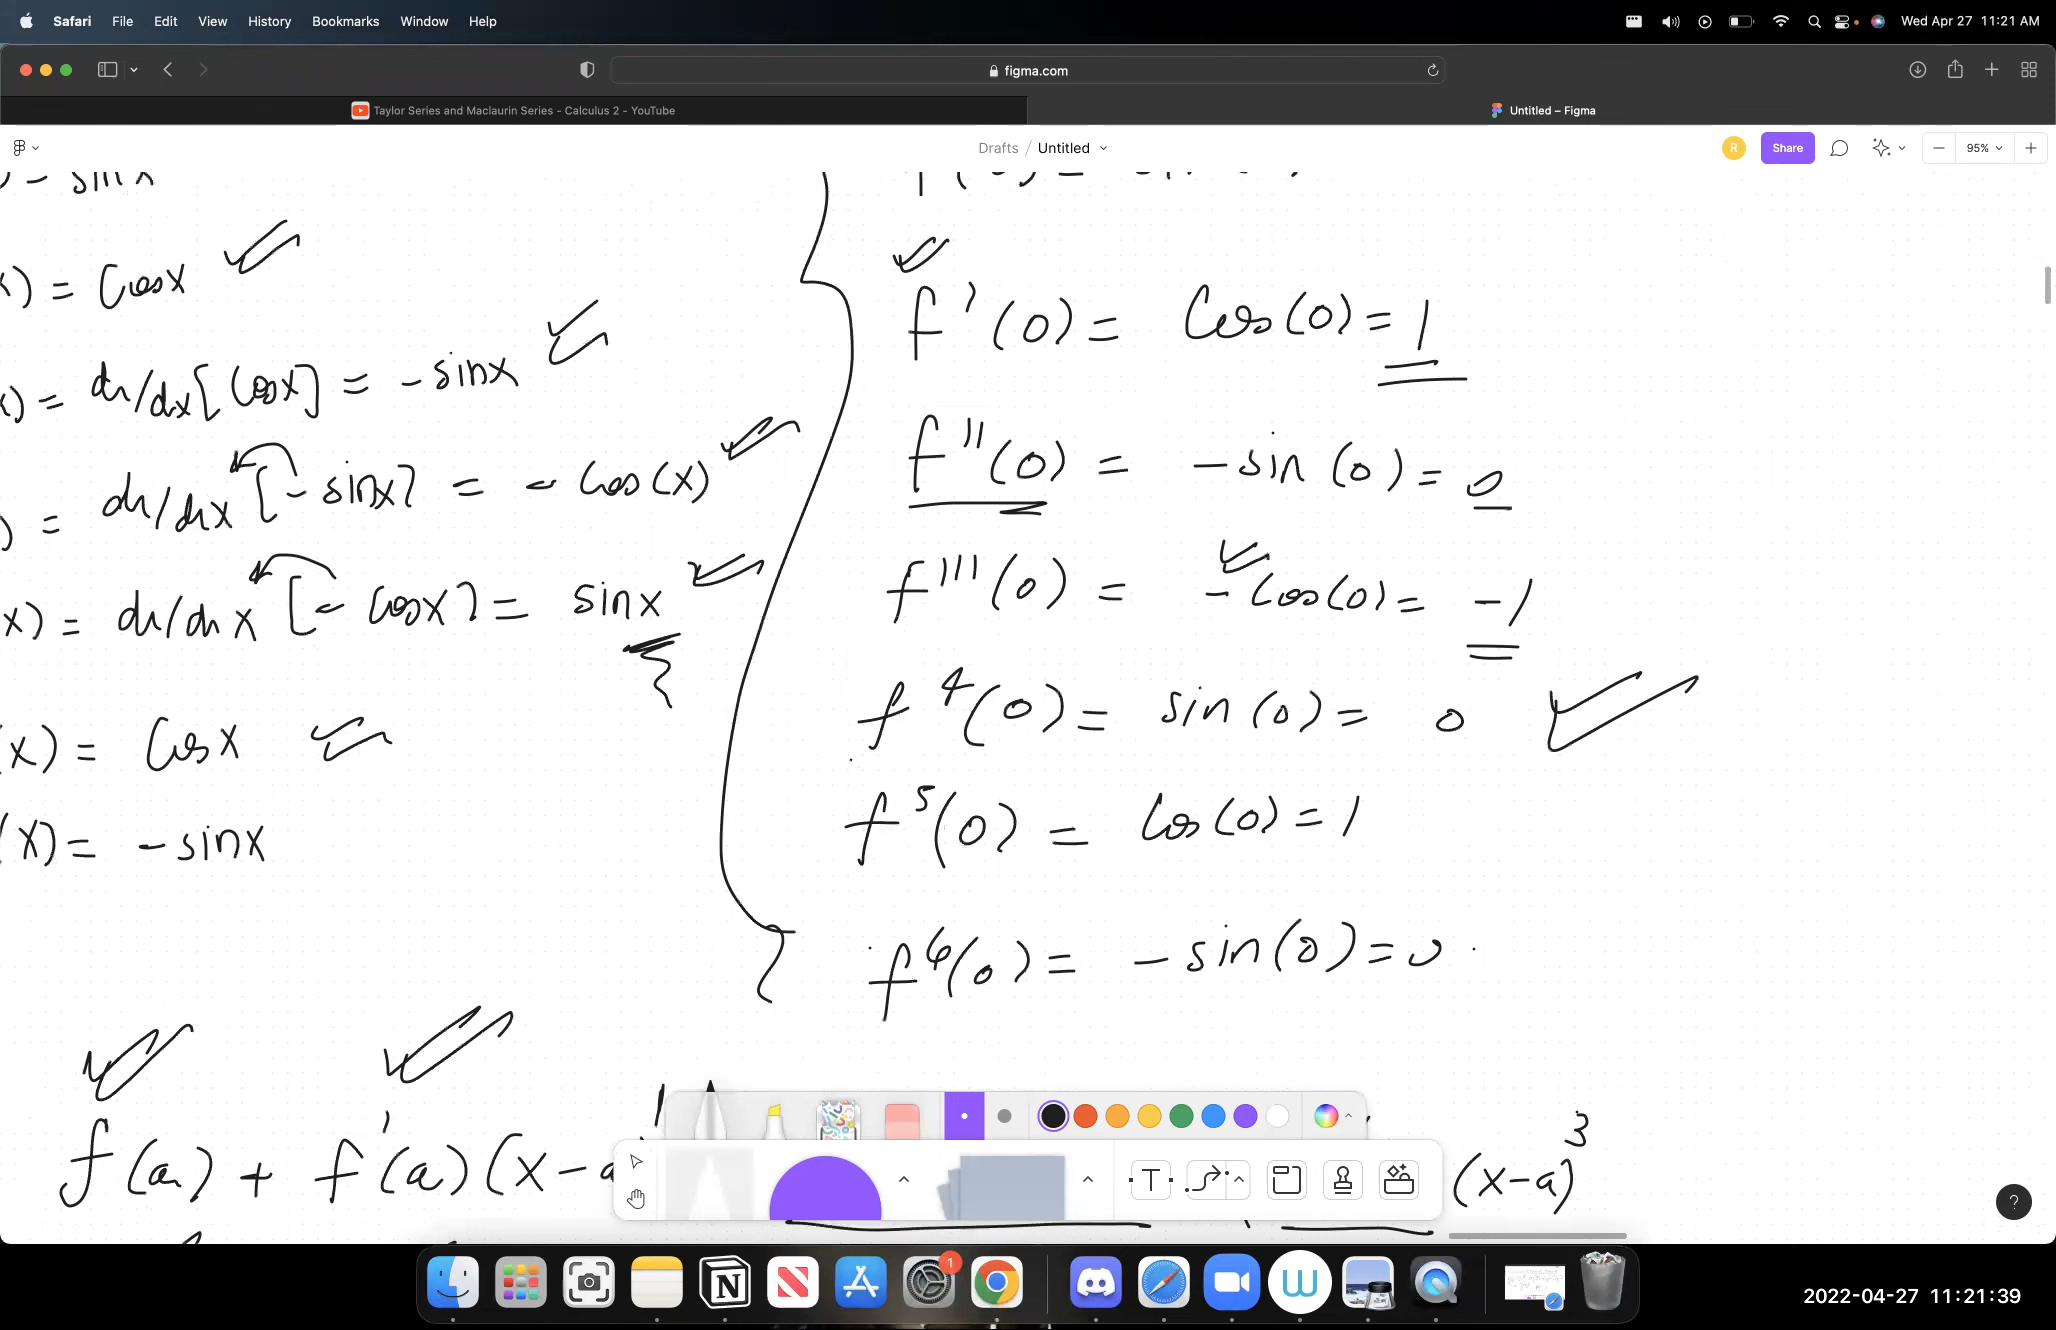 Safari File Edit View History Bookmarks Window Help Wed Apr 27 11:21 AM
figma.com
Taylor Series and Maclaurin Series - Calculus 2 - YouTube Untitled – Figma
Drafts / Untitled R Share 95%
- sinx
x) = Cosx
x) = d/dx[Cosx] = - sinx
) = d/dx[- sinx] = - Cos(x)
x) = d/dx[- Cosx] = sinx
(x) = Cosx
(x) = - sinx
f'(0) = Cos(0) = 1
f''(0) = - sin(0) = 0
f'''(0) = - Cos(0) = -1
f⁴(0) = sin(0) = 0
f⁵(0) = Cos(0) = 1
f⁶(0) = - sin(0) = 0
f(a) + f'(a)(x-a (x-a)³
T
?
1
N
2022-04-27 11:21:39